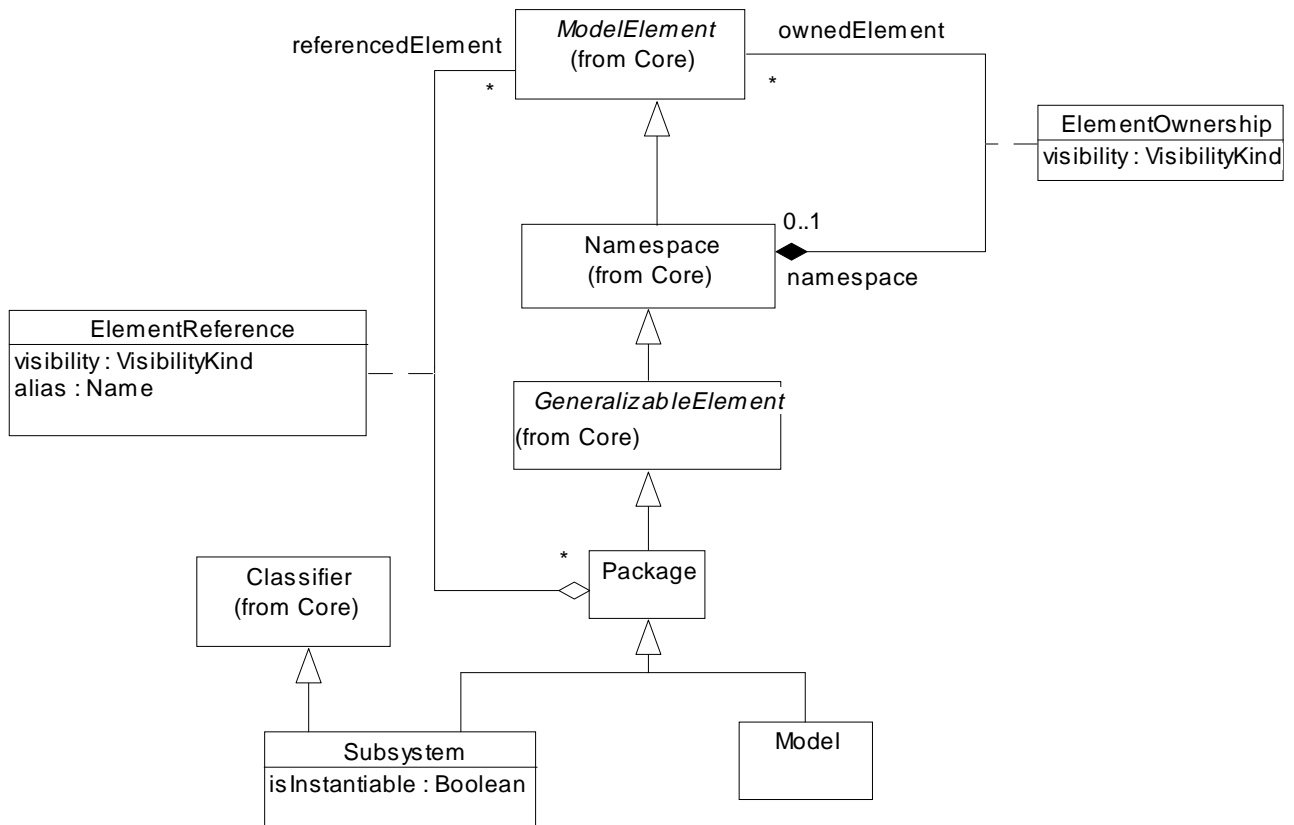 ModelElement
(from Core)
referencedElement
*
ownedElement
*
ElementOwnership
visibility : VisibilityKind
Namespace
(from Core)
0..1
namespace
ElementReference
visibility : VisibilityKind
alias : Name
GeneralizableElement
(from Core)
*
Package
Classifier
(from Core)
Subsystem
isInstantiable : Boolean
Model